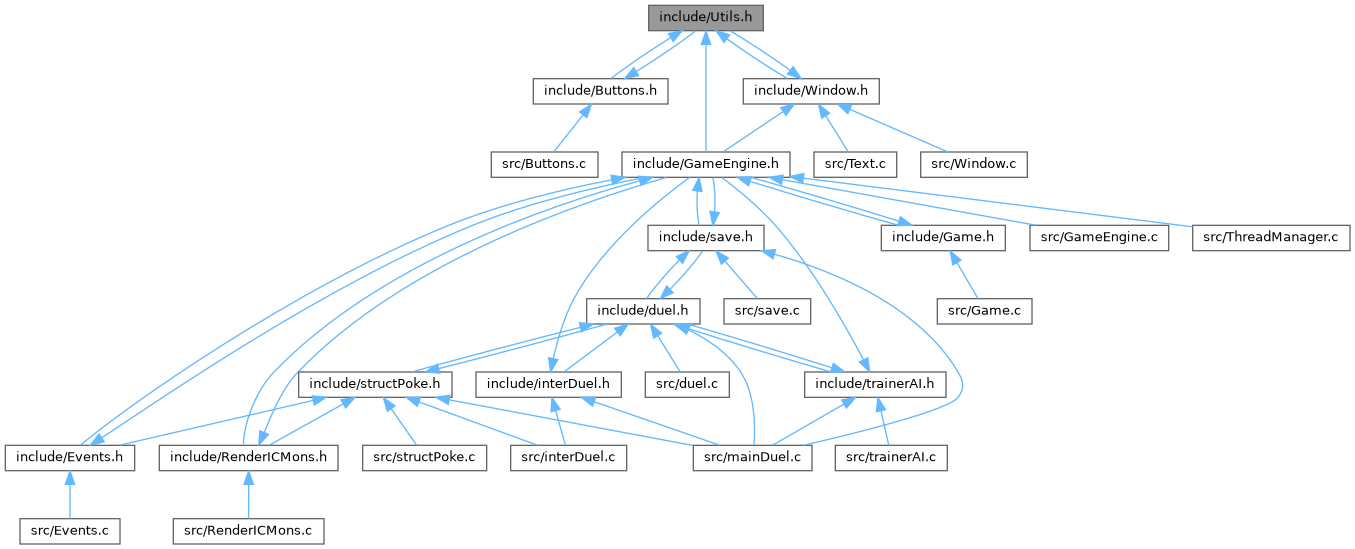 include/Utils.h
include/Buttons.h
include/Window.h
src/Buttons.c
include/GameEngine.h
src/Text.c
src/Window.c
include/save.h
include/Game.h
src/GameEngine.c
src/ThreadManager.c
include/duel.h
src/save.c
src/Game.c
include/structPoke.h
include/interDuel.h
src/duel.c
include/trainerAI.h
include/Events.h
include/RenderICMons.h
src/structPoke.c
src/interDuel.c
src/mainDuel.c
src/trainerAI.c
src/Events.c
src/RenderICMons.c